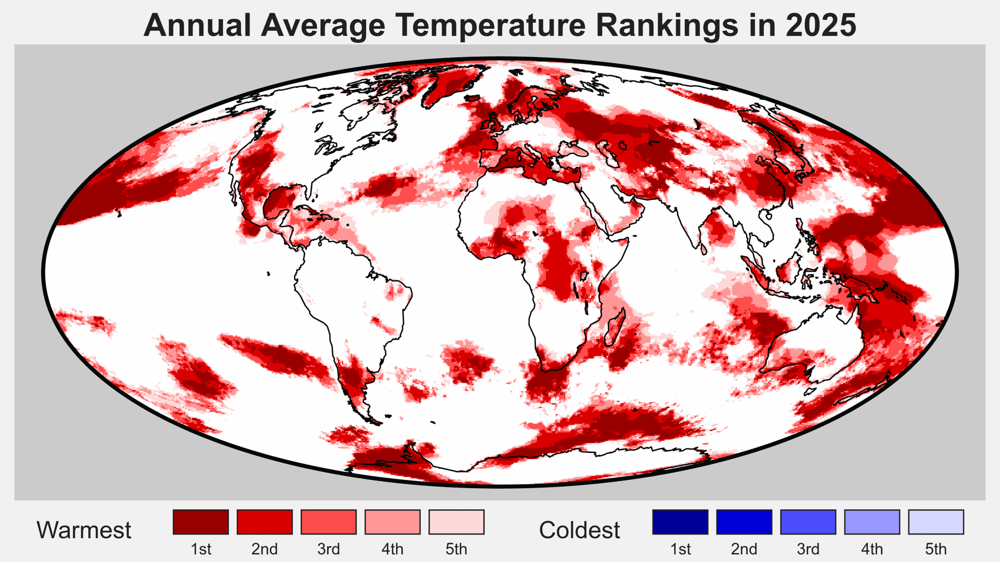 Annual Average Temperature Rankings in 2025
Warmest
1st 2nd 3rd 4th 5th
Coldest
1st 2nd 3rd 4th 5th